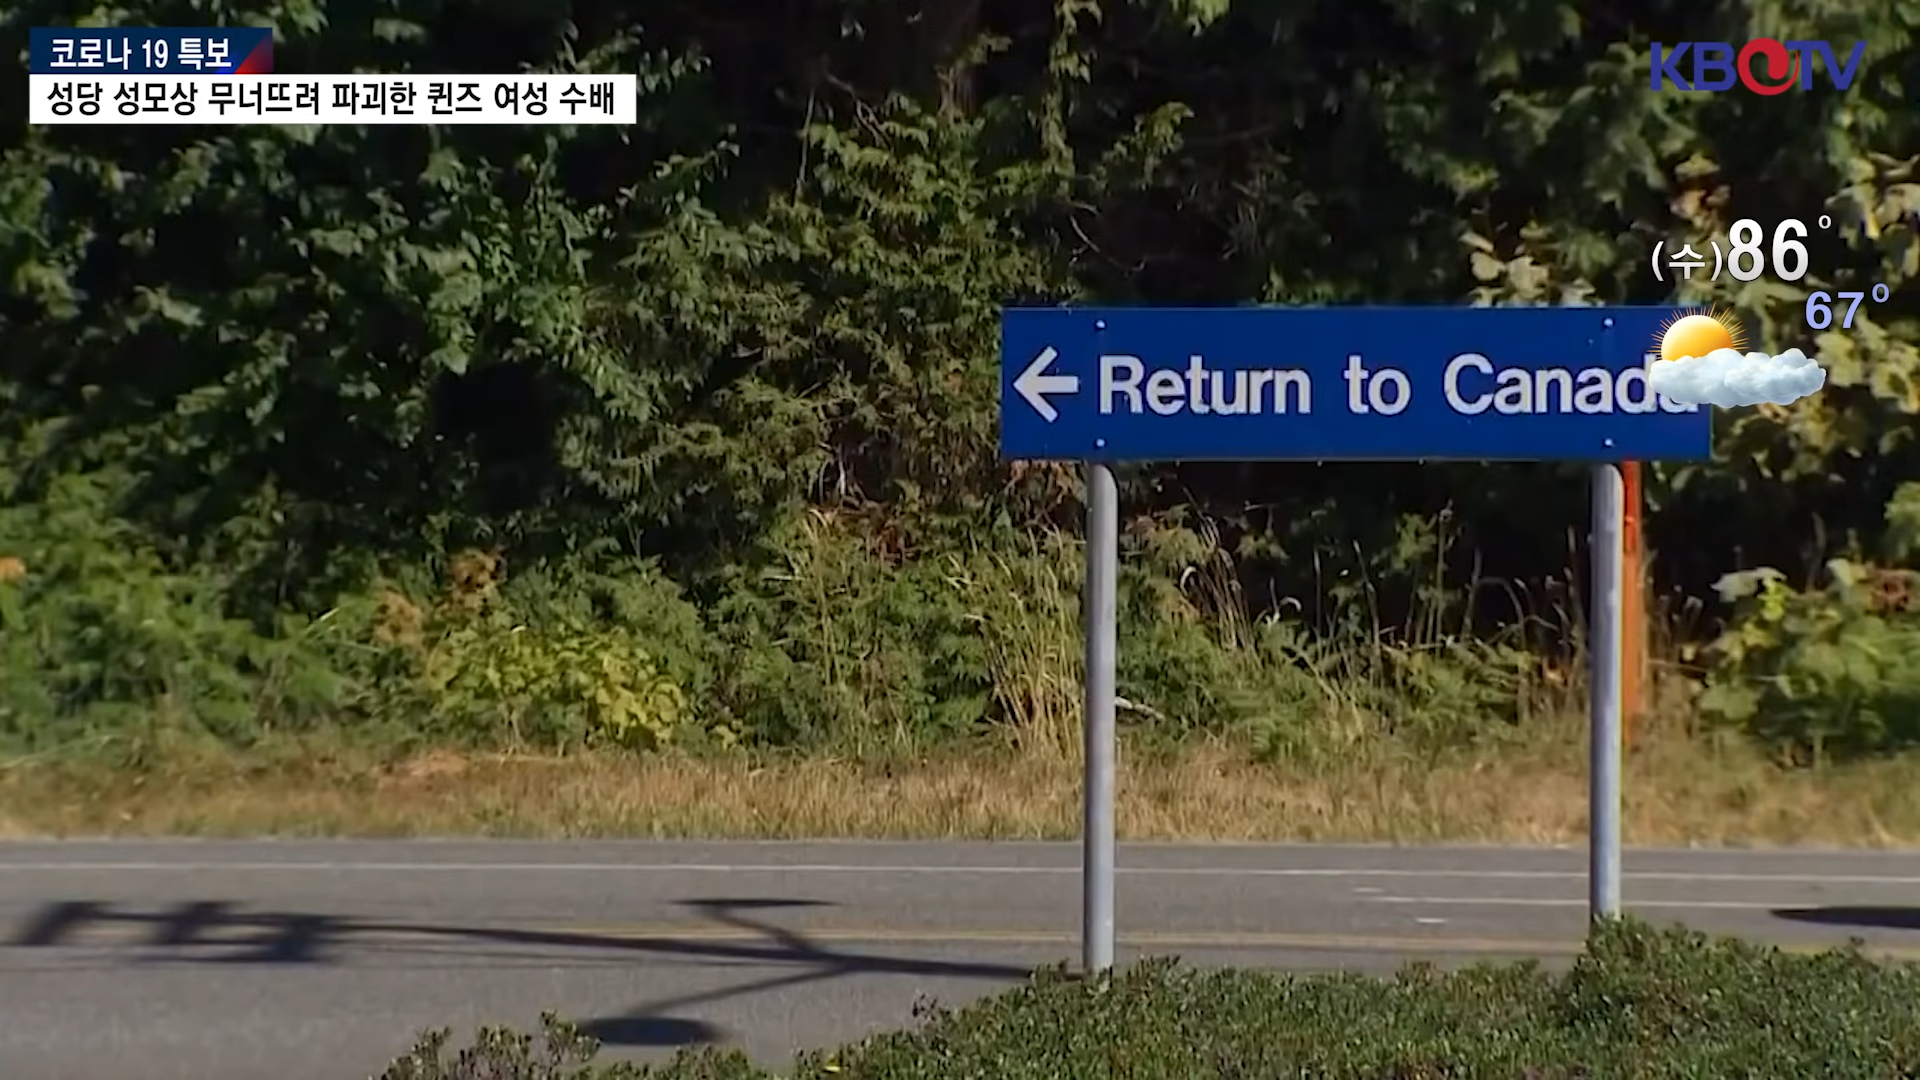 코로나 19 특보
성당 성모상 무너뜨려 파괴한 퀸즈 여성 수배
KBTV
(수)86°
67°
← Return to Canada